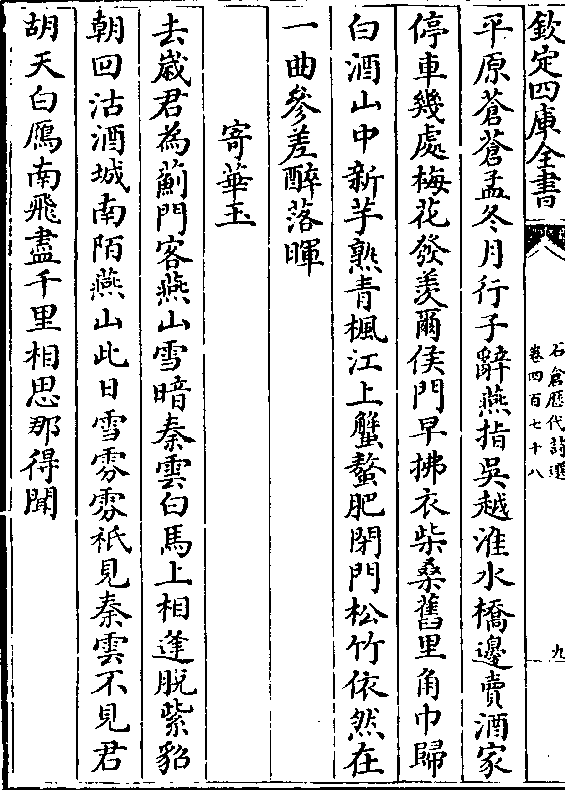 欽定四庫全書
石倉歷代詩選
卷四百七十八
九
平原蒼蒼孟冬月行子辭燕指吳越淮水橋邊賣酒家
停車幾處梅花發羨爾侯門早拂衣柴桑舊里角巾歸
白酒山中新芋熟青楓江上蟹螯肥閉門松竹依然在
一曲參差醉落暉
寄華玉
去嵗君為薊門客燕山雪暗秦雲白馬上相逢脱紫貂
朝回沽酒城南陌燕山此日雪雰雰祇見秦雲不見君
胡天白鴈南飛盡千里相思那得聞